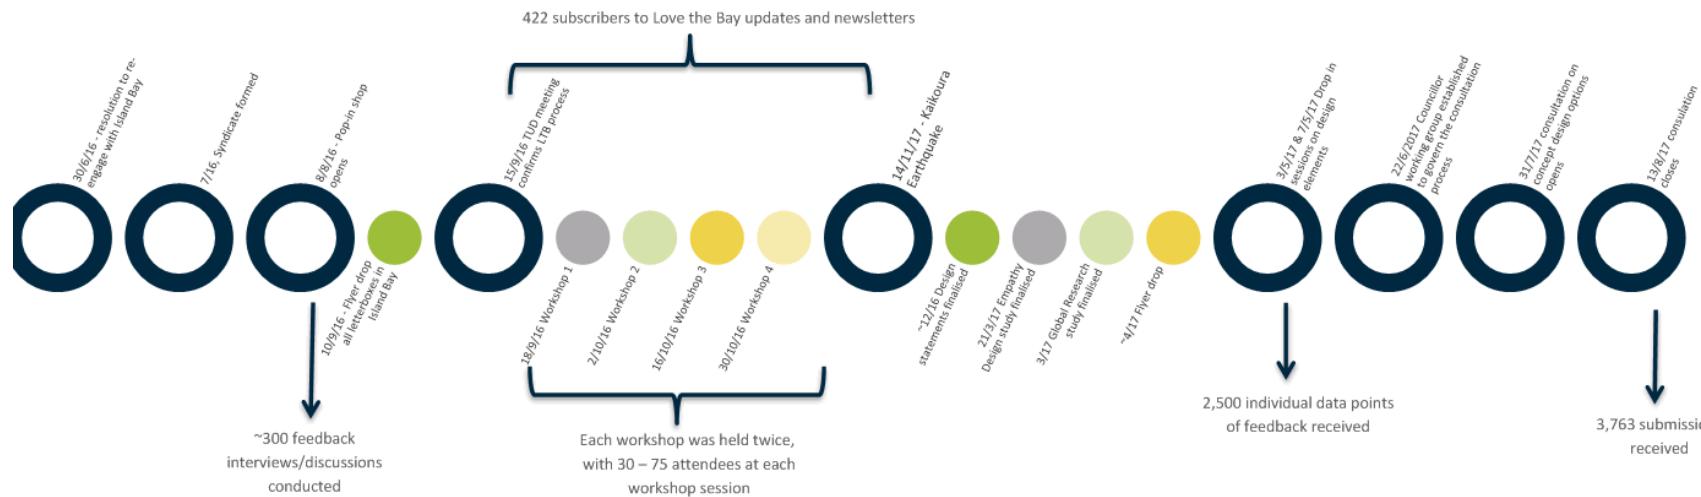 422 subscribers to Love the Bay updates and newsletters
30/6/16 - resolution to re-
engage with Island Bay
7/16, Syndicate formed
8/8/16 - Pop-in shop
opens
10/9/16 - Flyer drop
all letterboxes in
Island Bay
15/9/16 TUD meeting
confirms LTB process
18/9/16 Workshop 1
2/10/16 Workshop 2
16/10/16 Workshop 3
30/10/16 Workshop 4
14/11/17 - Kaikoura
Earthquake
~12/16 Design
statements finalised
21/3/17 Empathy
Design study finalised
3/17 Global Research
study finalised
~4/17 Flyer drop
3/5/17 & 7/5/17 Drop in
sessions on design
elements
22/6/2017 Councillor
working group established
to govern the consultation
process
31/7/17 consultation on
concept design options
opens
13/8/17 consulation
closes
~300 feedback
interviews/discussions
conducted
Each workshop was held twice,
with 30 – 75 attendees at each
workshop session
2,500 individual data points
of feedback received
3,763 submissi
received